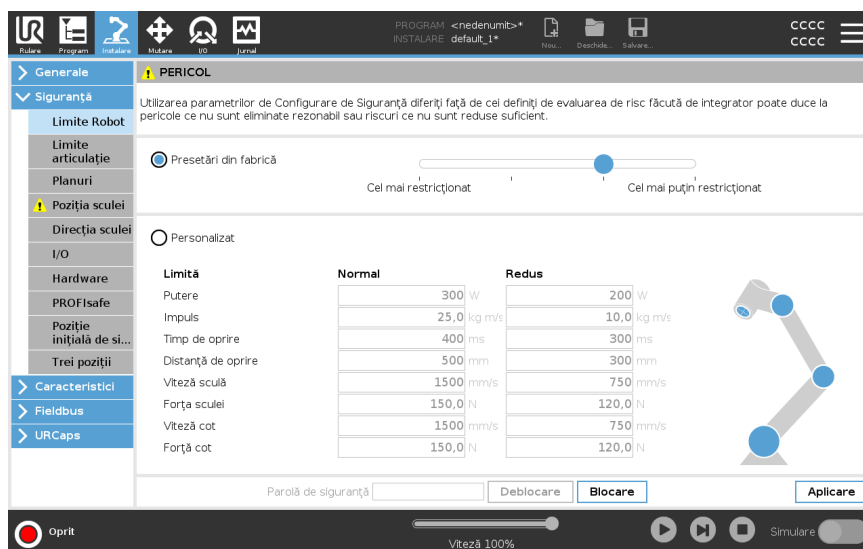 PROGRAM <nedenumit>*
INSTALARE default_1*
cccc
cccc
Rulare
Program
Instalare
Mutare
I/O
Jurnal
Nou...
Deschide...
Salvare...
Generale
Siguranță
Limite Robot
Limite
articulație
Planuri
Poziția sculei
Direcția sculei
I/O
Hardware
PROFIsafe
Poziție
inițială de si...
Trei poziții
Caracteristici
Fieldbus
URCaps
PERICOL
Utilizarea parametrilor de Configurare de Siguranță diferiți față de cei definiți de evaluarea de risc făcută de integrator poate duce la
pericole ce nu sunt eliminate rezonabil sau riscuri ce nu sunt reduse suficient.
Presetări din fabrică
Cel mai restricționat
Cel mai puțin restricționat
Personalizat
Limită Normal Redus
Putere 300 W 200 W
Impuls 25,0 kg m/s 10,0 kg m/s
Timp de oprire 400 ms 300 ms
Distanță de oprire 500 mm 300 mm
Viteză sculă 1500 mm/s 750 mm/s
Forța sculei 150,0 N 120,0 N
Viteză cot 1500 mm/s 750 mm/s
Forță cot 150,0 N 120,0 N
Parolă de siguranță Deblocare Blocare Aplicare
Oprit
Viteză 100%
Simulare